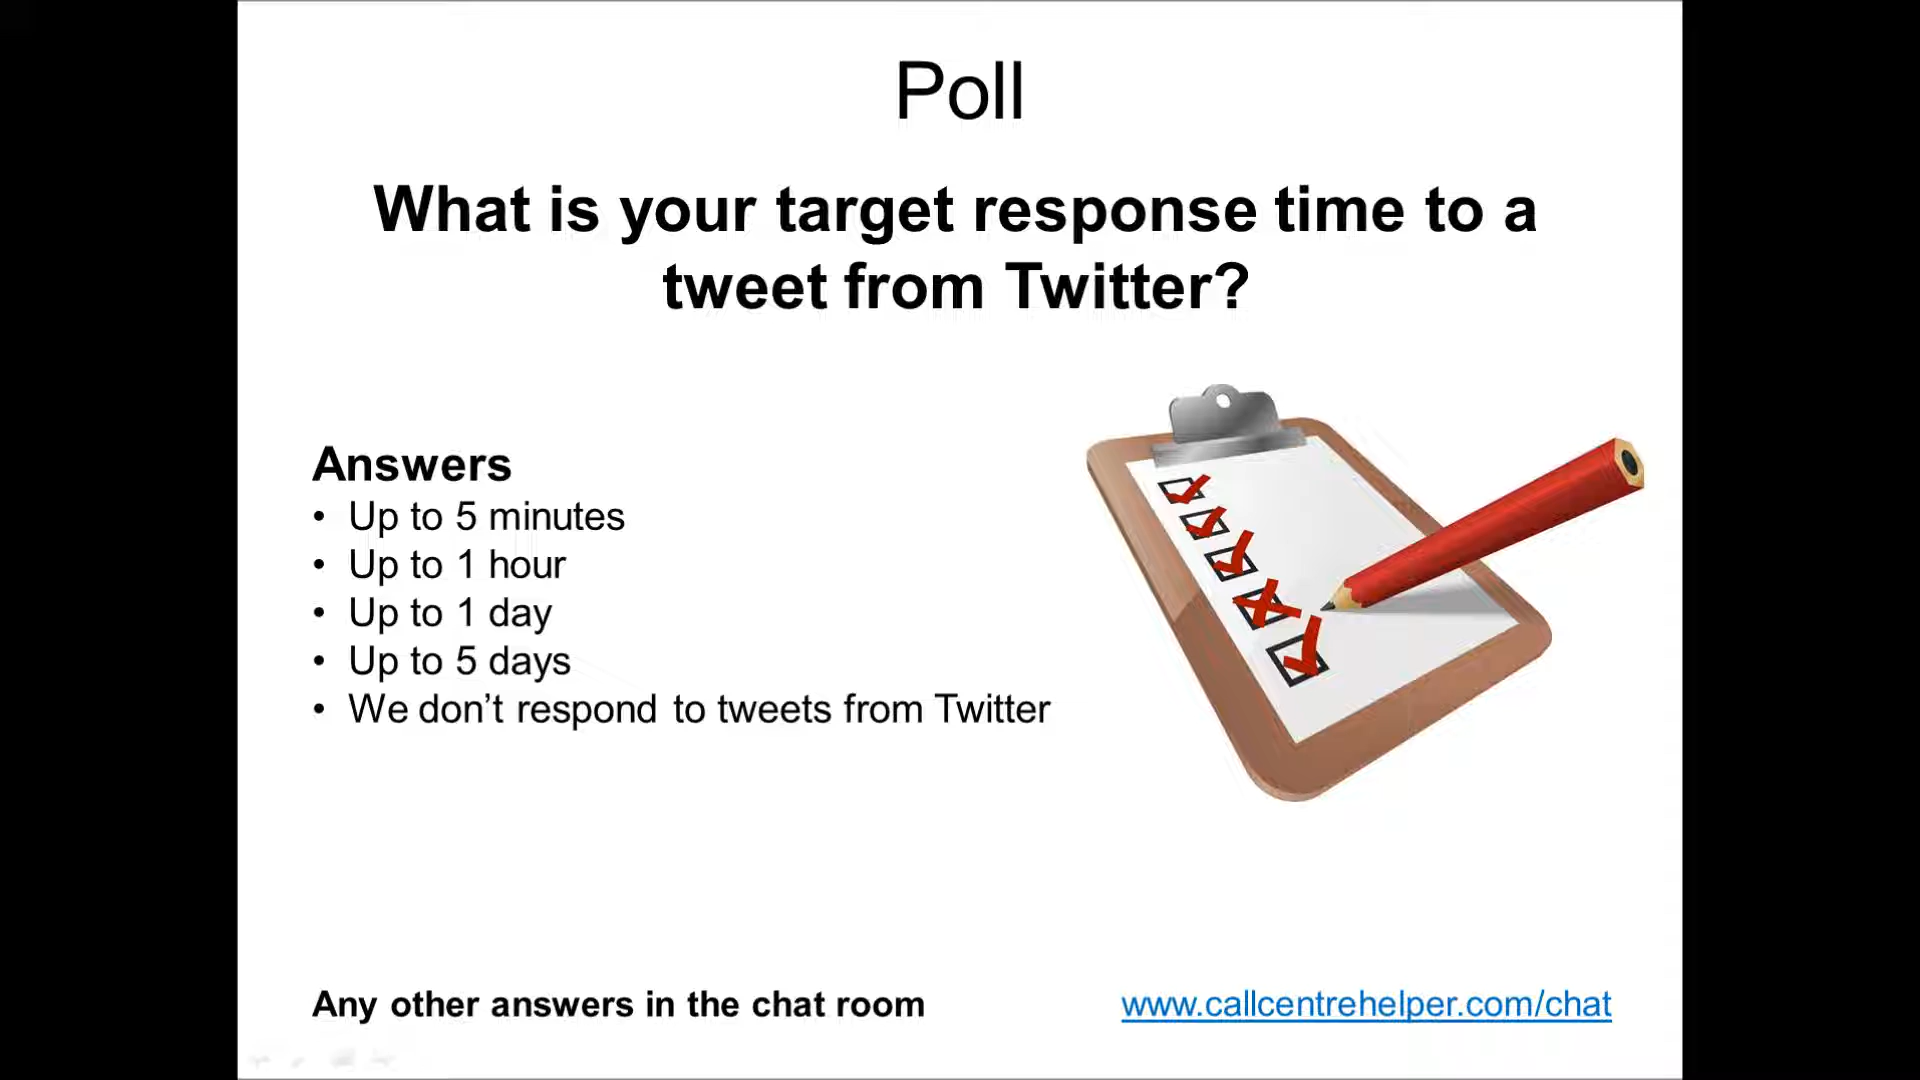 Poll
What is your target response time to a
tweet from Twitter?
Answers
• Up to 5 minutes
• Up to 1 hour
• Up to 1 day
• Up to 5 days
• We don’t respond to tweets from Twitter
Any other answers in the chat room
www.callcentrehelper.com/chat